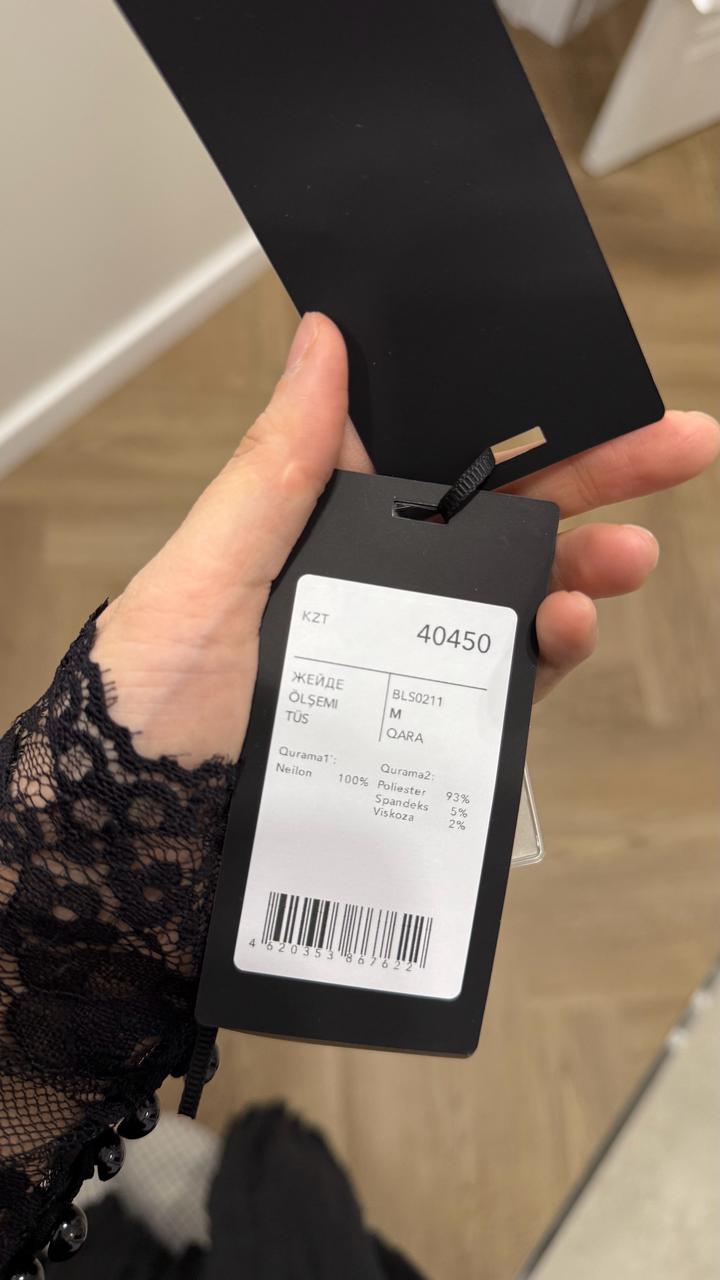 KZT 40450
ЖЕЙДЕ BLS0211
ÖLŞEMI M
TÜS QARA
Qurama1: Qurama2:
Neilon 100% Poliester 93%
Spandeks 5%
Viskoza 2%
4 620353 867622